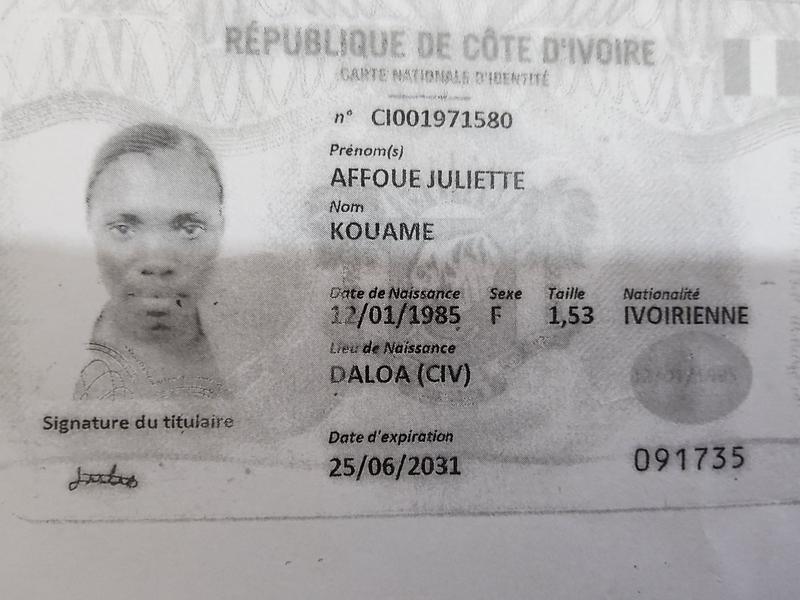 RÉPUBLIQUE DE CÔTE D'IVOIRE
CARTE NATIONALE D'IDENTITÉ
n° CI001971580
Prénom(s)
AFFOUE JULIETTE
Nom
KOUAME
Date de Naissance Sexe Taille Nationalité
12/01/1985 F 1,53 IVOIRIENNE
Lieu de Naissance
DALOA (CIV)
Signature du titulaire
Date d'expiration
25/06/2031
091735